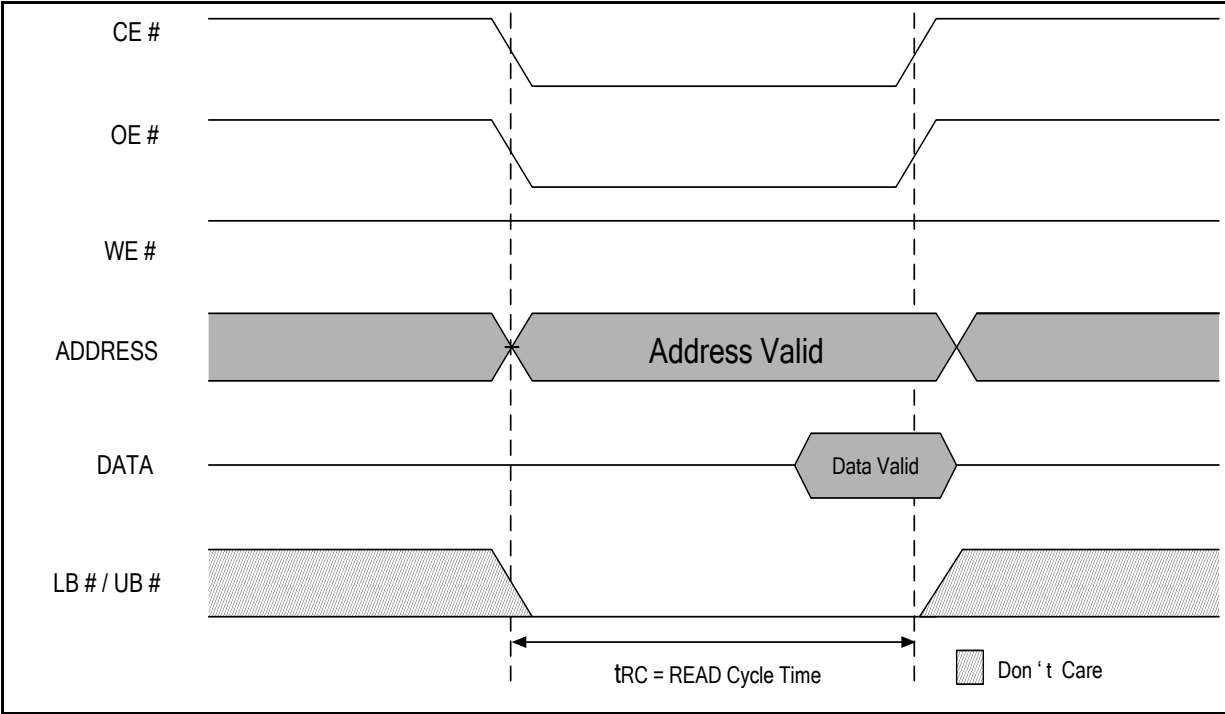 CE #
OE #
WE #
ADDRESS
Address Valid
DATA
Data Valid
LB # / UB #
tRC = READ Cycle Time
Don ‘ t Care